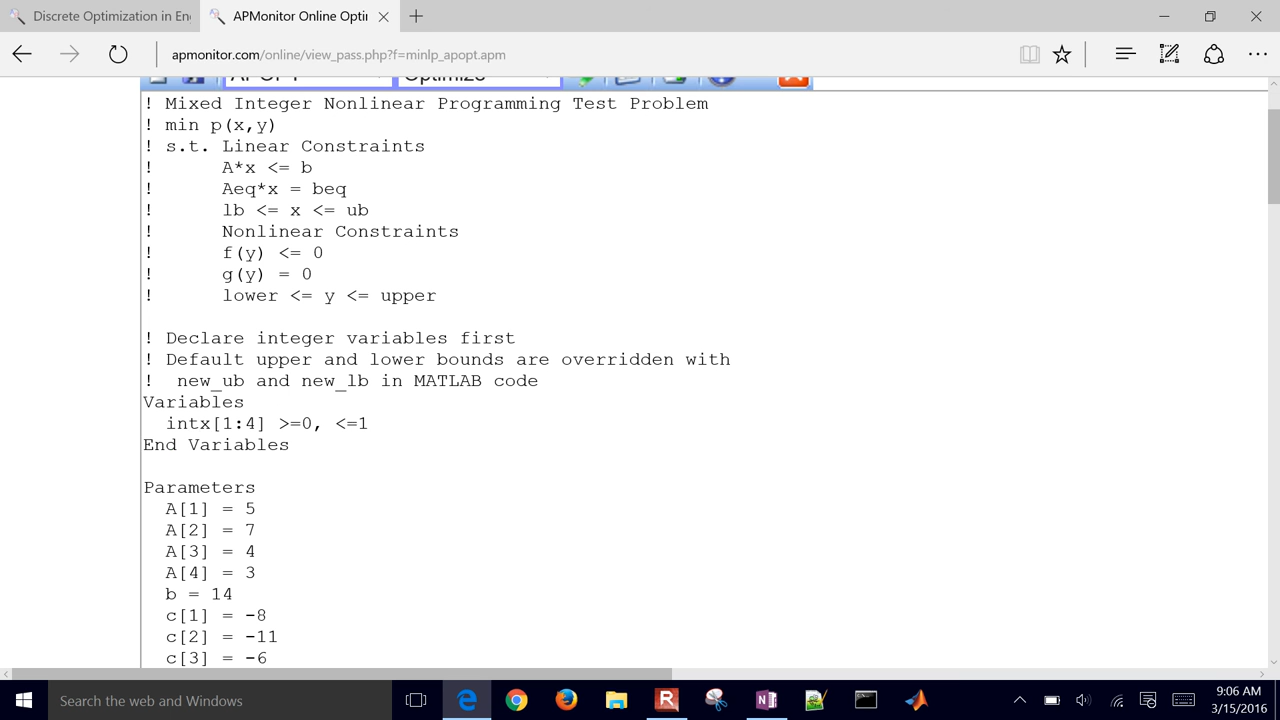 Discrete Optimization in En
APMonitor Online Opti
apmonitor.com/online/view_pass.php?f=minlp_apopt.apm
! Mixed Integer Nonlinear Programming Test Problem
! min p(x,y)
! s.t. Linear Constraints
! A*x <= b
! Aeq*x = beq
! lb <= x <= ub
! Nonlinear Constraints
! f(y) <= 0
! g(y) = 0
! lower <= y <= upper
! Declare integer variables first
! Default upper and lower bounds are overridden with
! new_ub and new_lb in MATLAB code
Variables
intx[1:4] >=0, <=1
End Variables
Parameters
A[1] = 5
A[2] = 7
A[3] = 4
A[4] = 3
b = 14
c[1] = -8
c[2] = -11
c[3] = -6
Search the web and Windows
9:06 AM
3/15/2016